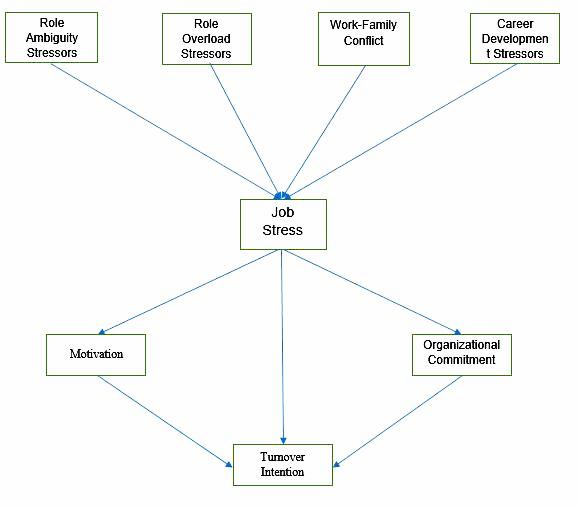 Role
Ambiguity
Stressors
Role
Overload
Stressors
Work-Family
Conflict
Career
Developmen
t Stressors
Job
Stress
Motivation
Organizational
Commitment
Turnover
Intention